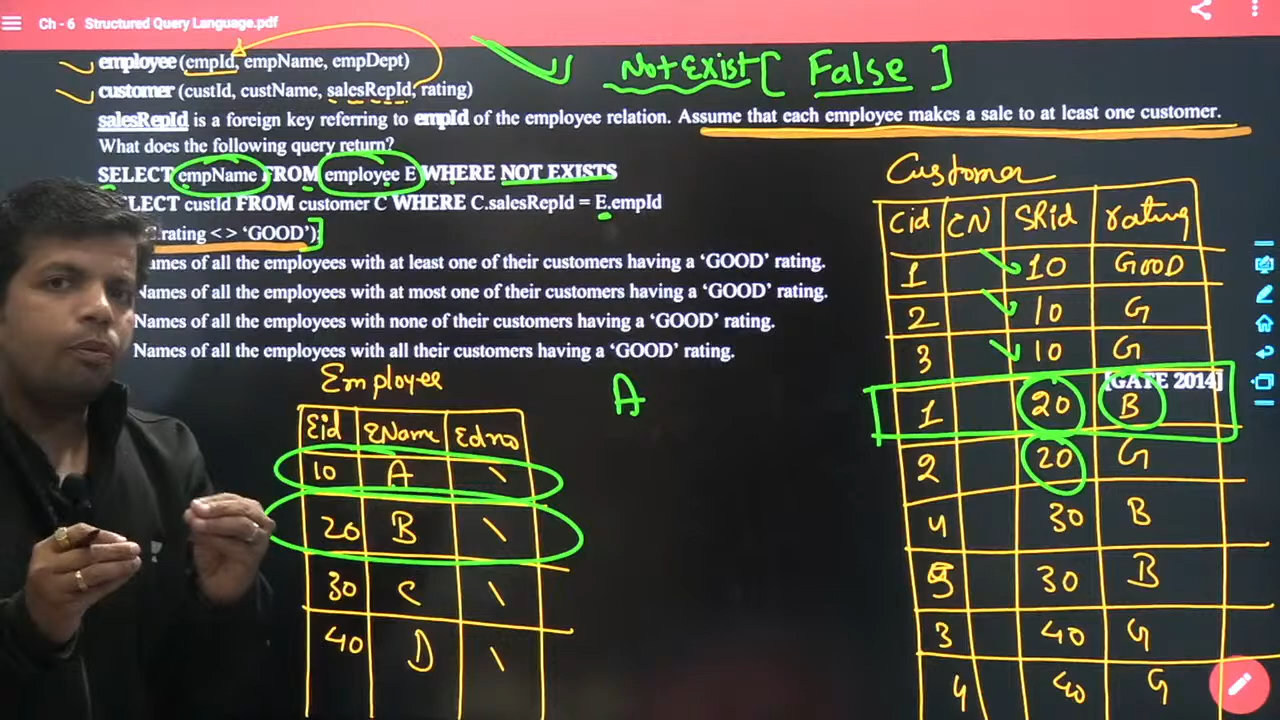 Ch - 6 Structured Query Language.pdf
employee (empId, empName, empDept)
Not Exist [ False ]
customer (custId, custName, salesRepId, rating)
salesRepId is a foreign key referring to empId of the employee relation. Assume that each employee makes a sale to at least one customer.
What does the following query return?
SELECT empName FROM employee E WHERE NOT EXISTS
SELECT custId FROM customer C WHERE C.salesRepId = E.empId
.rating < > ‘GOOD’);
ames of all the employees with at least one of their customers having a ‘GOOD’ rating.
Names of all the employees with at most one of their customers having a ‘GOOD’ rating.
Names of all the employees with none of their customers having a ‘GOOD’ rating.
Names of all the employees with all their customers having a ‘GOOD’ rating.
[GATE 2014]
Employee
Eid EName Edno
10 A \
20 B \
30 C \
40 D \
A
Customer
Cid CN SRid rating
1 10 GOOD
2 10 G
3 10 G
1 20 B
2 20 G
4 30 B
5 30 B
3 40 G
4 40 G